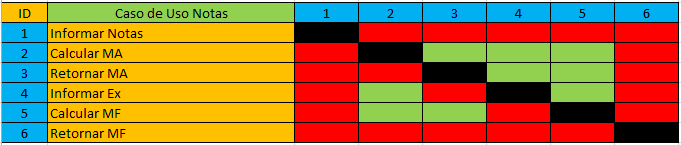 ID Caso de Uso Notas 1 2 3 4 5 6
1 Informar Notas
2 Calcular MA
3 Retornar MA
4 Informar Ex
5 Calcular MF
6 Retornar MF